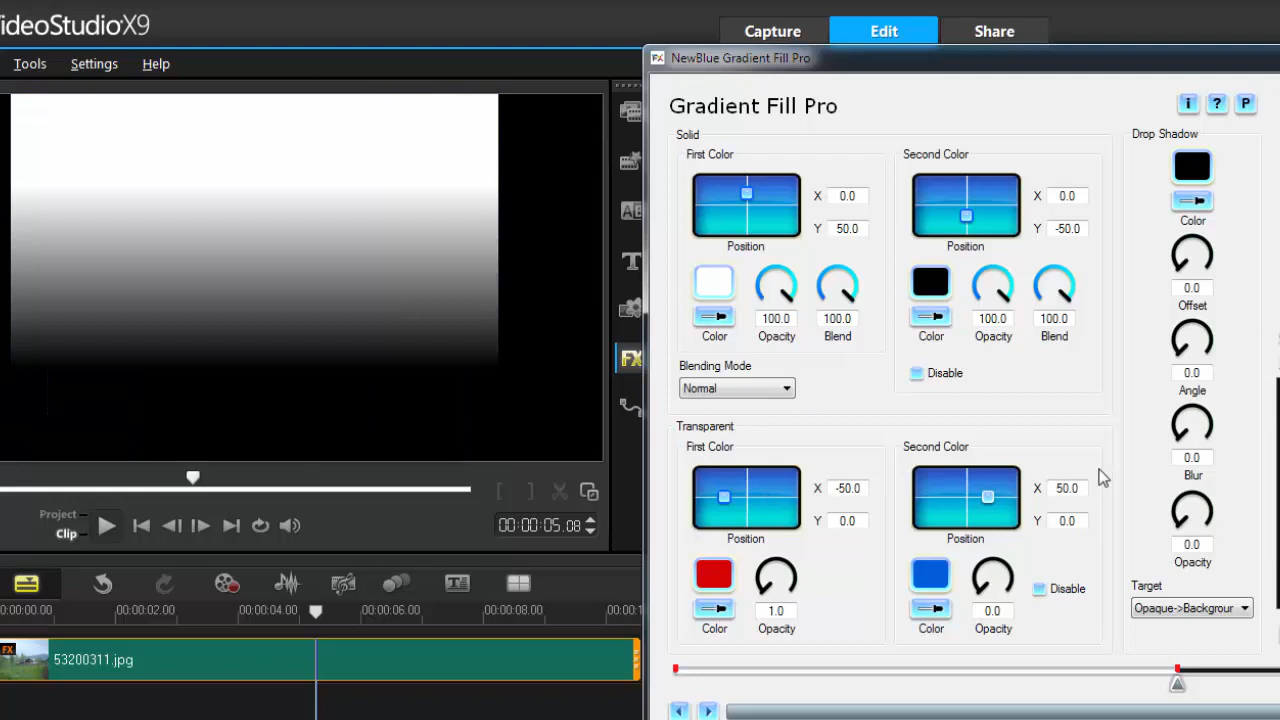 VideoStudio X9
Capture
Edit
Share
Tools
Settings
Help
FX NewBlue Gradient Fill Pro
Gradient Fill Pro
i
?
P
Solid
First Color
X 0.0
Y 50.0
Position
100.0
100.0
Color
Opacity
Blend
Second Color
X 0.0
Y -50.0
Position
100.0
100.0
Color
Opacity
Blend
Blending Mode
Normal
Disable
Transparent
First Color
X -50.0
Y 0.0
Position
1.0
Color
Opacity
Second Color
X 50.0
Y 0.0
Position
Disable
0.0
Color
Opacity
Drop Shadow
Color
0.0
Offset
0.0
Angle
0.0
Blur
0.0
Opacity
Target
Opaque->Backgrour
AB
T
FX
Project
Clip
00:00:05.08
T
00:00:00.00
00:00:02.00
00:00:04.00
00:00:06.00
00:00:08.00
FX
53200311.jpg